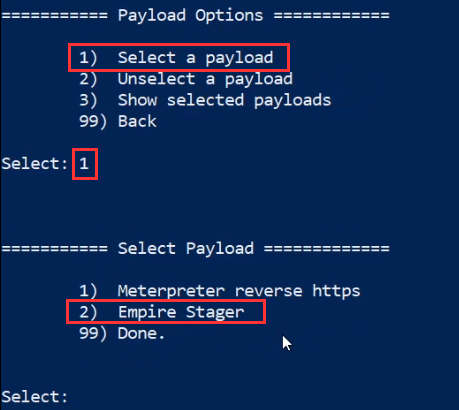 =========== Payload Options ============
1) Select a payload
2) Unselect a payload
3) Show selected payloads
99) Back
Select: 1
=========== Select Payload =============
1) Meterpreter reverse https
2) Empire Stager
99) Done.
Select: